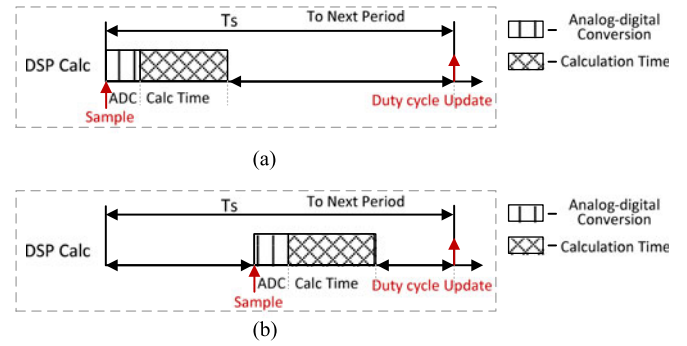 Ts To Next Period
DSP Calc
ADC Calc Time
Sample
Duty cycle Update
Analog-digital
Conversion
Calculation Time
(a)
Ts To Next Period
DSP Calc
ADC Calc Time
Sample
Duty cycle Update
Analog-digital
Conversion
Calculation Time
(b)